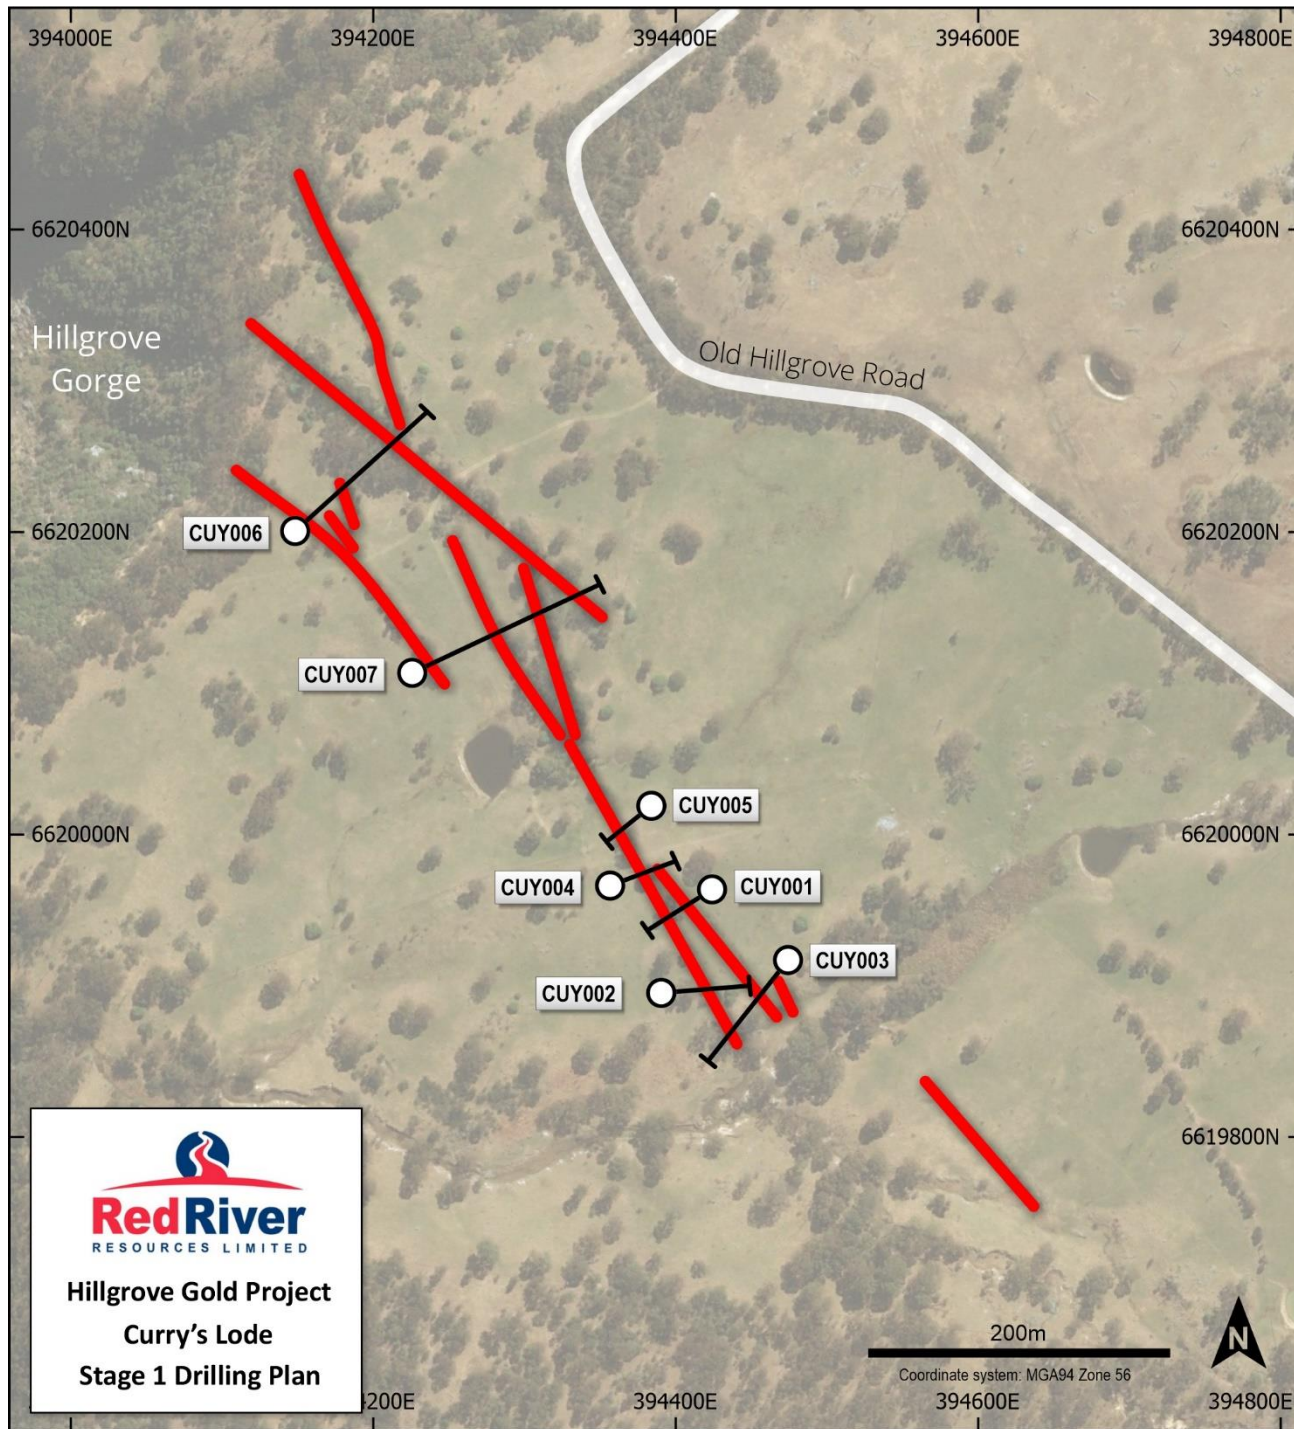 394000E
394200E
394400E
394600E
394800E
6620400N
6620400N
Hillgrove
Gorge
Old Hillgrove Road
CUY006
6620200N
6620200N
CUY007
CUY005
6620000N
6620000N
CUY004
CUY001
CUY003
CUY002
6619800N
RedRiver
RESOURCES LIMITED
Hillgrove Gold Project
Curry's Lode
Stage 1 Drilling Plan
200m
N
Coordinate system: MGA94 Zone 56
394400E
394600E
394800E